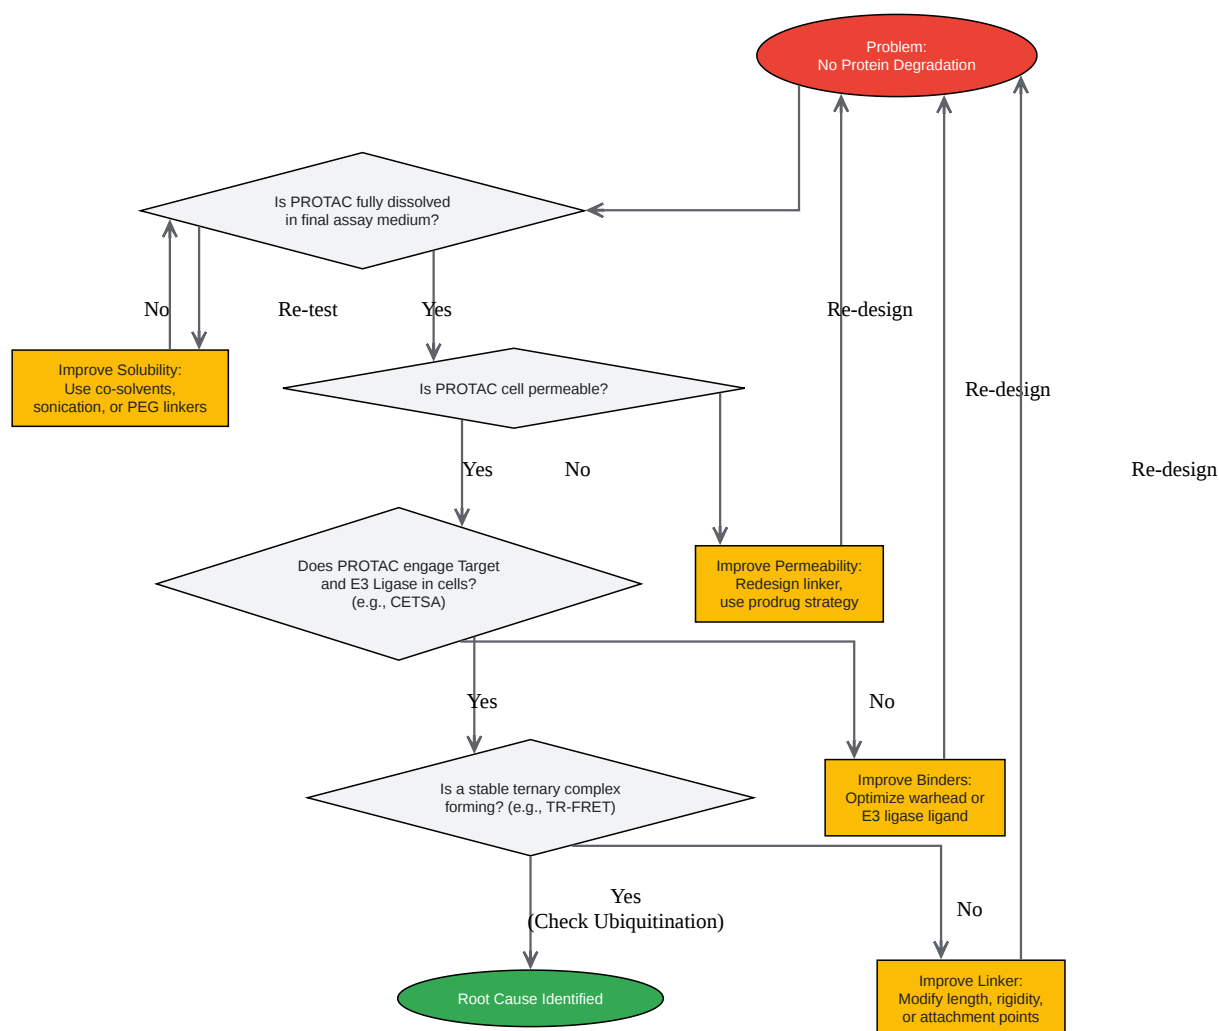 Problem:
No Protein Degradation
Is PROTAC fully dissolved
in final assay medium?
No
Re-test
Yes
Re-design
Improve Solubility:
Use co-solvents,
sonication, or PEG linkers
Is PROTAC cell permeable?
Re-design
Yes
No
Re-design
Does PROTAC engage Target
and E3 Ligase in cells?
(e.g., CETSA)
Improve Permeability:
Redesign linker,
use prodrug strategy
Yes
No
Is a stable ternary complex
forming? (e.g., TR-FRET)
Improve Binders:
Optimize warhead or
E3 ligase ligand
Yes
(Check Ubiquitination)
No
Root Cause Identified
Improve Linker:
Modify length, rigidity,
or attachment points